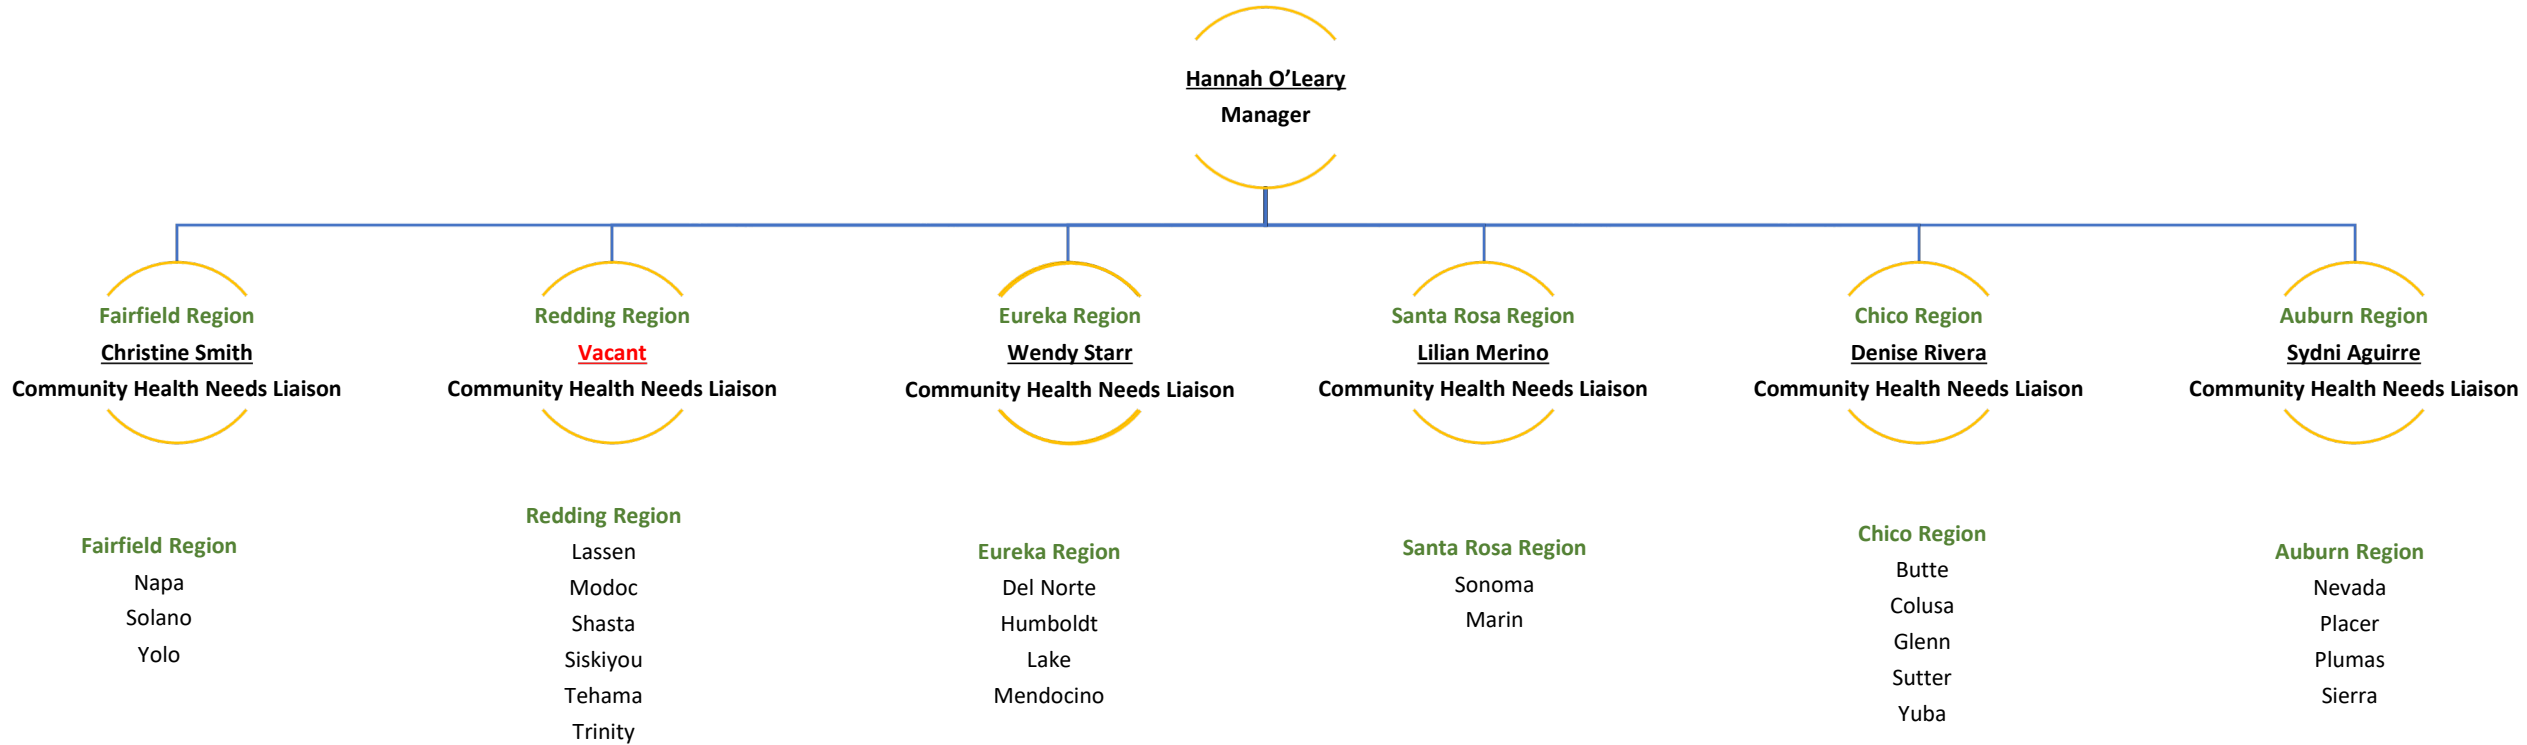 Hannah O’Leary
Manager
Fairfield Region
Christine Smith
Community Health Needs Liaison
Redding Region
Vacant
Community Health Needs Liaison
Eureka Region
Wendy Starr
Community Health Needs Liaison
Santa Rosa Region
Lilian Merino
Community Health Needs Liaison
Chico Region
Denise Rivera
Community Health Needs Liaison
Auburn Region
Sydni Aguirre
Community Health Needs Liaison
Fairfield Region
Napa
Solano
Yolo
Redding Region
Lassen
Modoc
Shasta
Siskiyou
Tehama
Trinity
Eureka Region
Del Norte
Humboldt
Lake
Mendocino
Santa Rosa Region
Sonoma
Marin
Chico Region
Butte
Colusa
Glenn
Sutter
Yuba
Auburn Region
Nevada
Placer
Plumas
Sierra